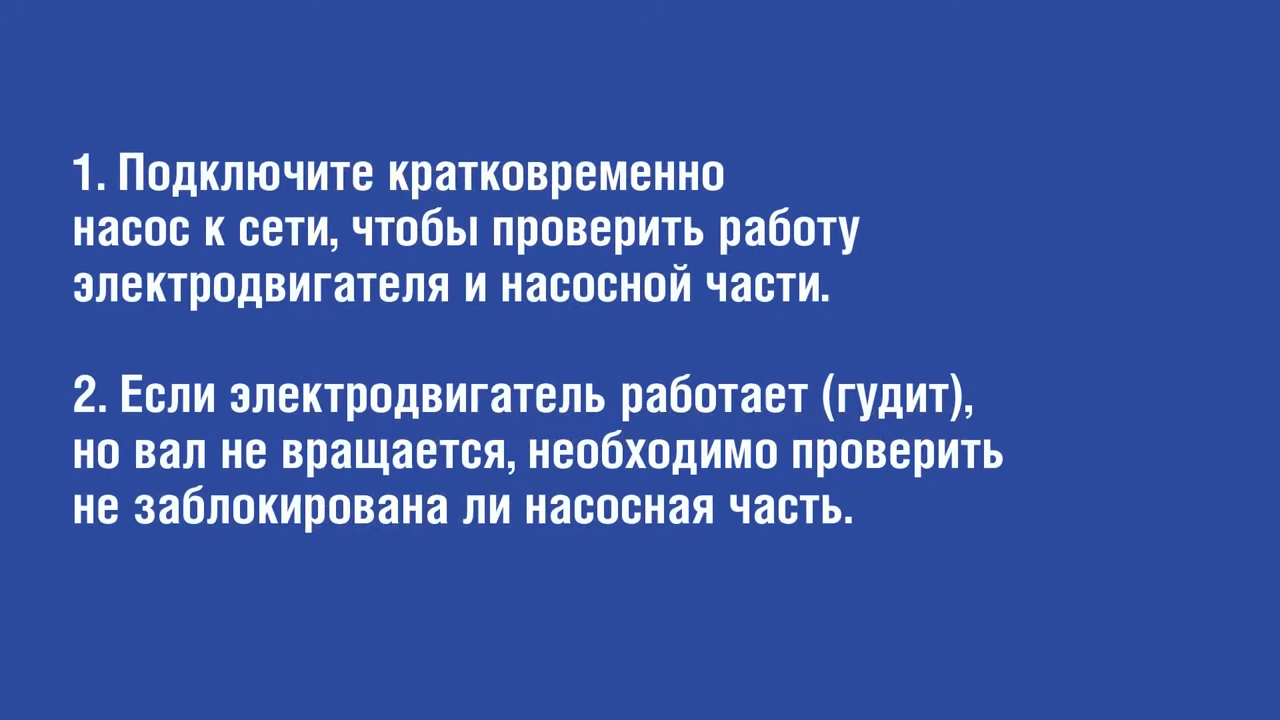 1. Подключите кратковременно
насос к сети, чтобы проверить работу
электродвигателя и насосной части.
2. Если электродвигатель работает (гудит),
но вал не вращается, необходимо проверить
не заблокирована ли насосная часть.